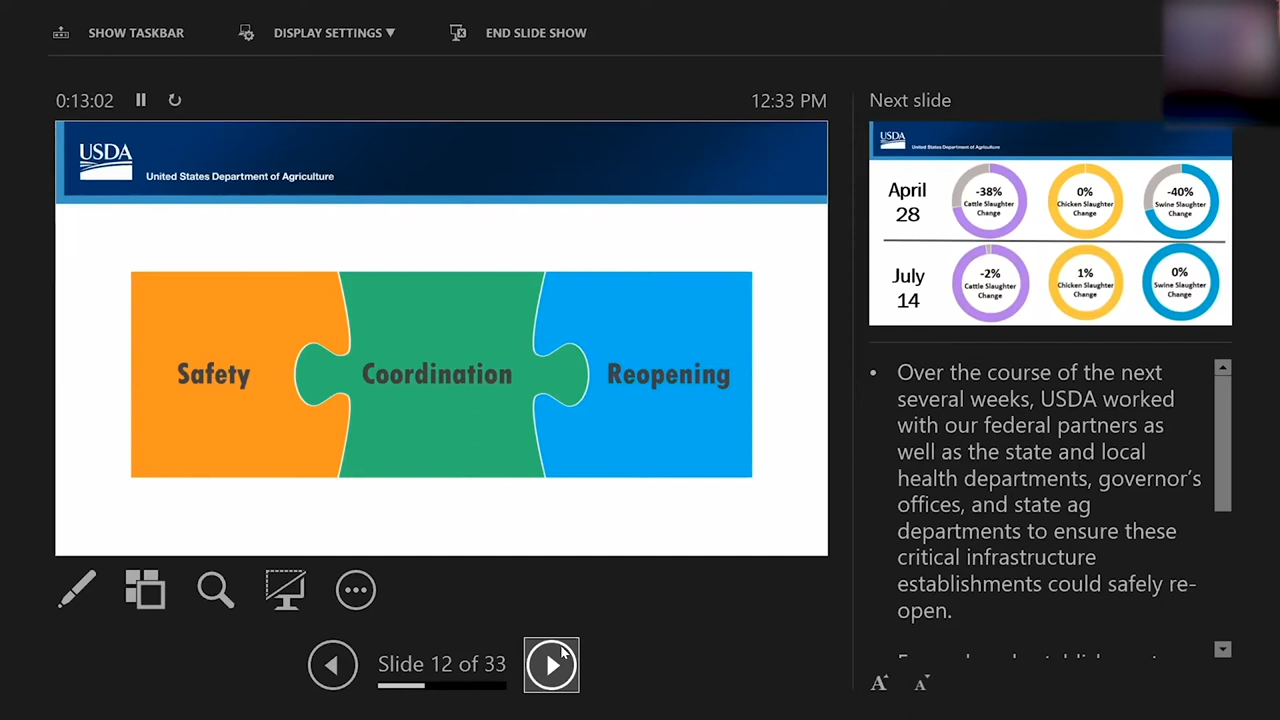 SHOW TASKBAR
DISPLAY SETTINGS ▼
END SLIDE SHOW
0:13:02
12:33 PM
USDA
United States Department of Agriculture
Safety
Coordination
Reopening
Slide 12 of 33
Next slide
USDA
United States Department of Agriculture
April
28
-38%
Cattle Slaughter
Change
0%
Chicken Slaughter
Change
-40%
Swine Slaughter
Change
July
14
-2%
Cattle Slaughter
Change
1%
Chicken Slaughter
Change
0%
Swine Slaughter
Change
• Over the course of the next
several weeks, USDA worked
with our federal partners as
well as the state and local
health departments, governor's
offices, and state ag
departments to ensure these
critical infrastructure
establishments could safely re-
open.
A A